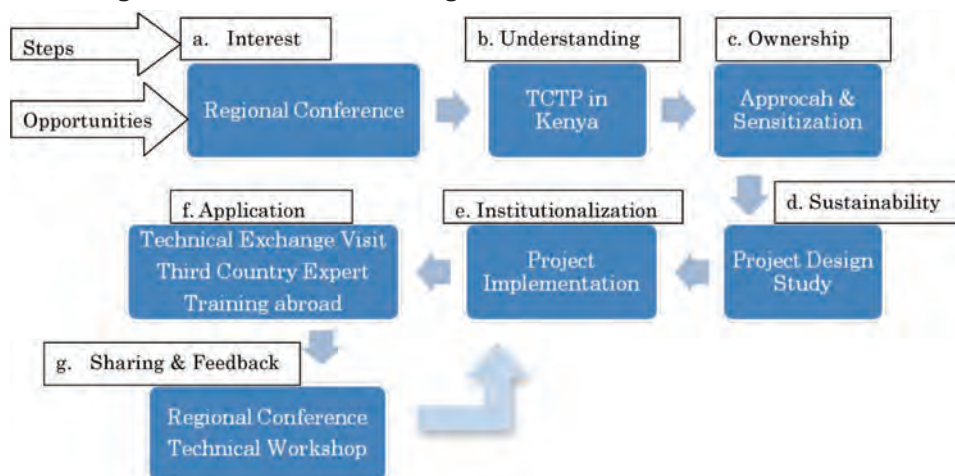 Steps
a. Interest
b. Understanding
c. Ownership
Opportunities
Regional Conference
TCTP in
Kenya
Approcah &
Sensitization
f. Application
e. Institutionalization
d. Sustainability
Technical Exchange Visit
Third Country Expert
Training abroad
Project
Implementation
Project Design
Study
g. Sharing & Feedback
Regional Conference
Technical Workshop